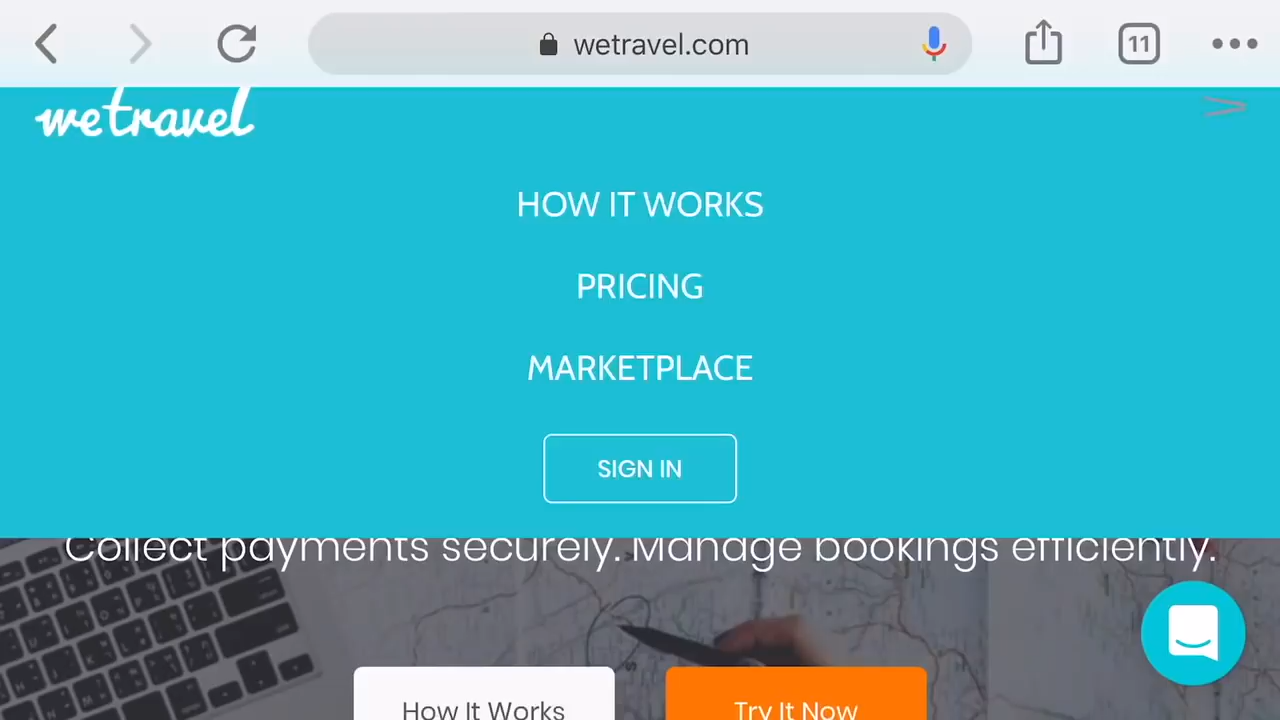 wetravel.com
11
wetravel
HOW IT WORKS
PRICING
MARKETPLACE
SIGN IN
Collect payments securely. Manage bookings efficiently.
How It Works
Try It Now